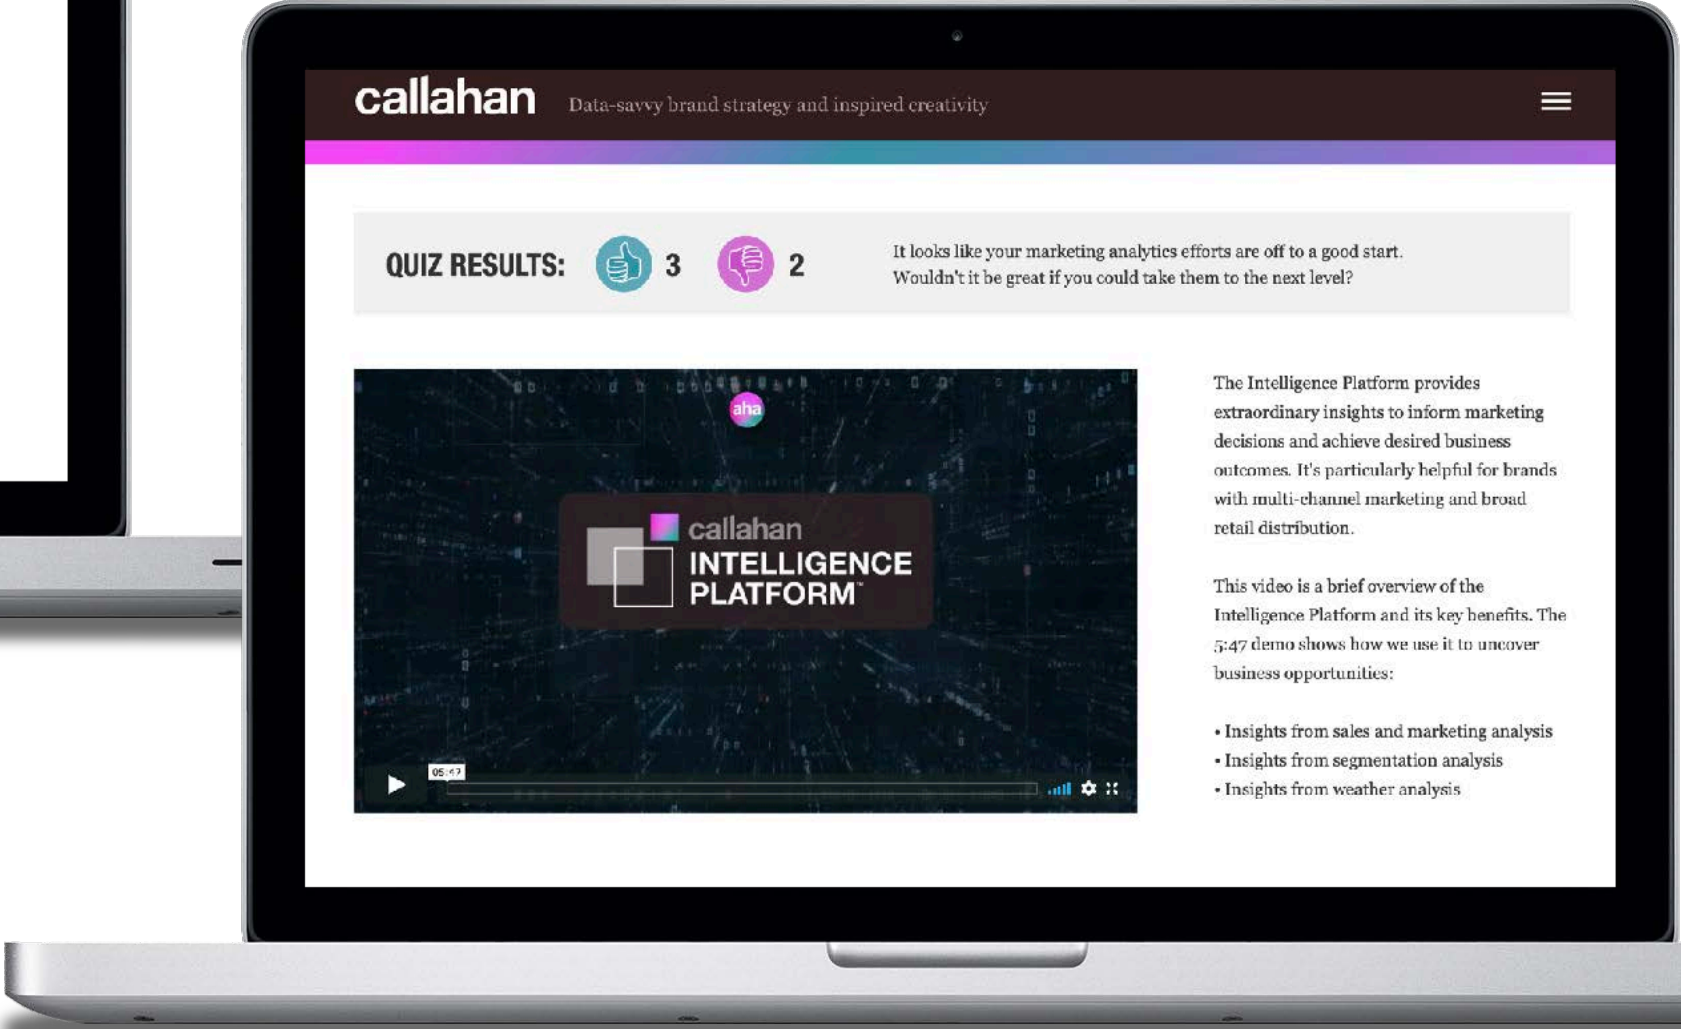 callahan Data-savvy brand strategy and inspired creativity
QUIZ RESULTS: 3 2
It looks like your marketing analytics efforts are off to a good start.
Wouldn't it be great if you could take them to the next level?
aha
callahan
INTELLIGENCE
PLATFORM™
05:47
The Intelligence Platform provides
extraordinary insights to inform marketing
decisions and achieve desired business
outcomes. It's particularly helpful for brands
with multi-channel marketing and broad
retail distribution.
This video is a brief overview of the
Intelligence Platform and its key benefits. The
5:47 demo shows how we use it to uncover
business opportunities:
• Insights from sales and marketing analysis
• Insights from segmentation analysis
• Insights from weather analysis